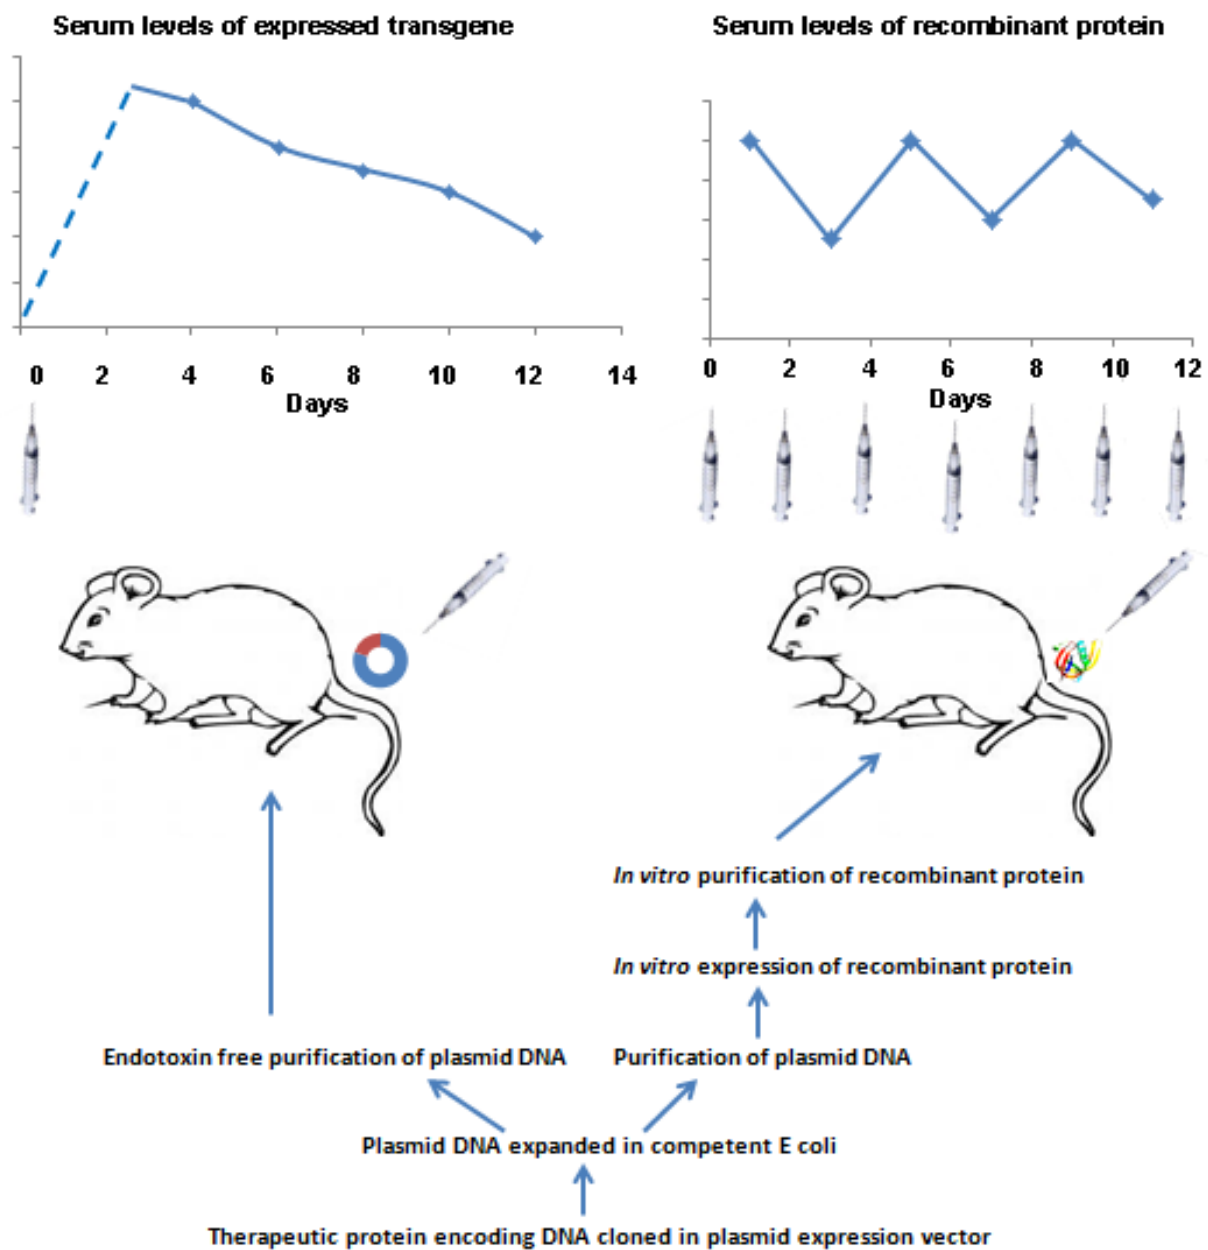 Serum levels of expressed transgene
Serum levels of recombinant protein
0 2 4 6 8 10 12 14
Days
0 2 4 6 8 10 12
Days
In vitro purification of recombinant protein
In vitro expression of recombinant protein
Endotoxin free purification of plasmid DNA
Purification of plasmid DNA
Plasmid DNA expanded in competent E coli
Therapeutic protein encoding DNA cloned in plasmid expression vector